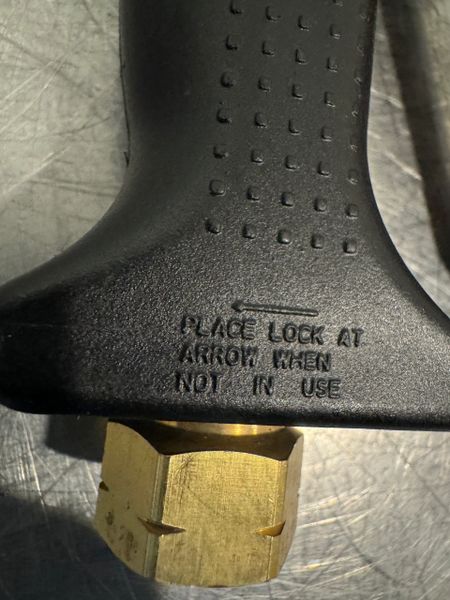 PLACE LOCK AT
ARROW WHEN
NOT IN USE